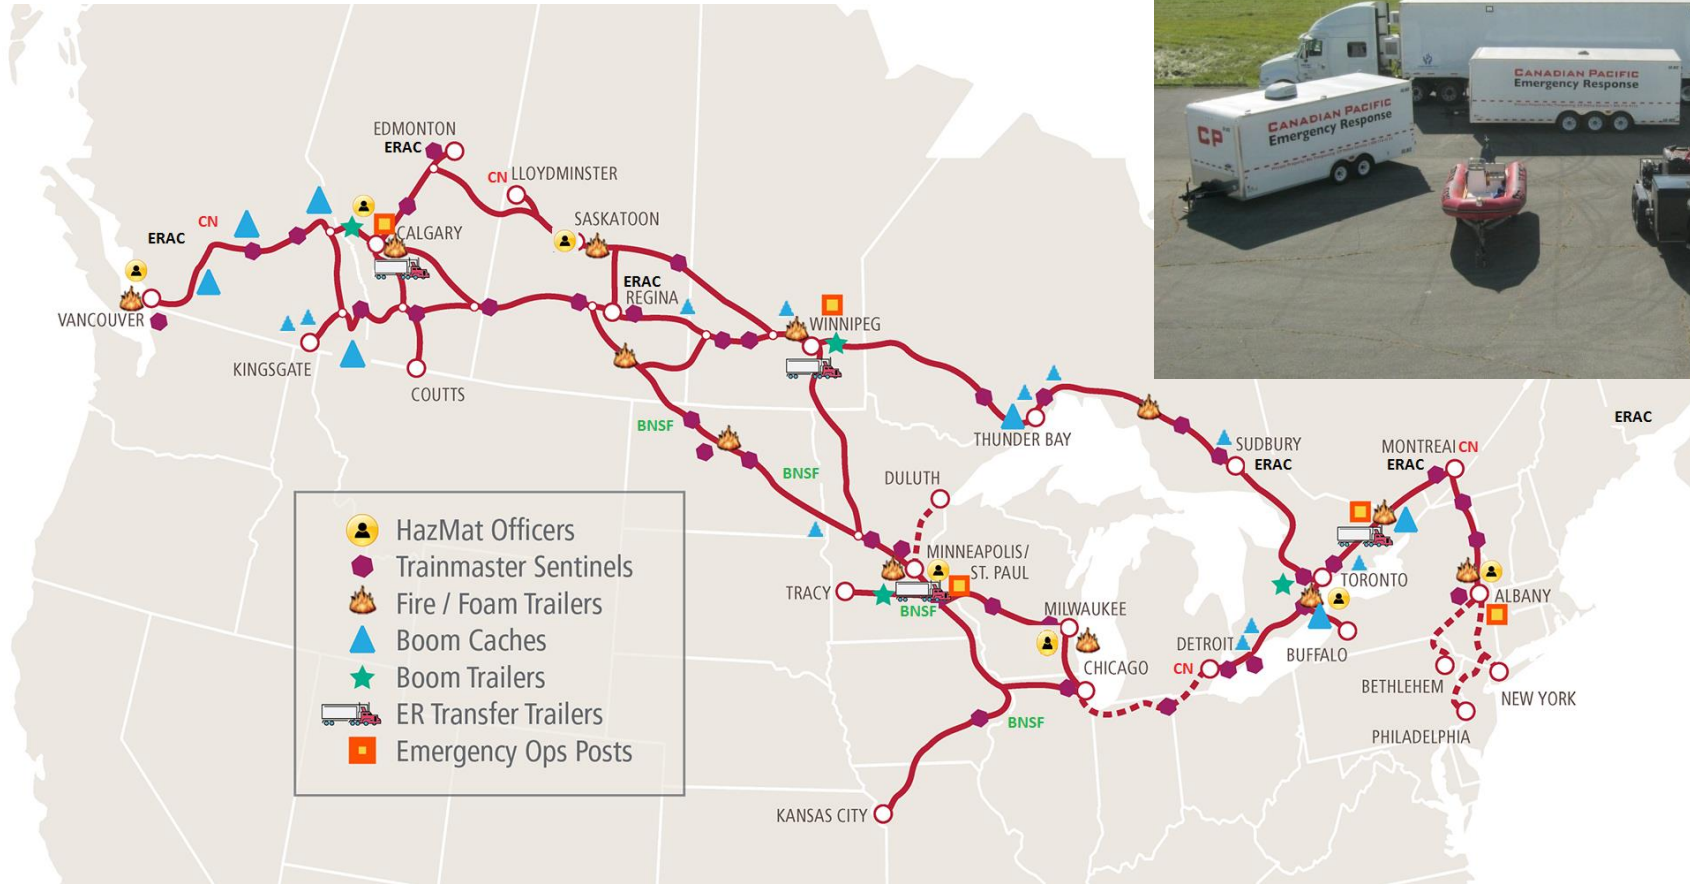 CANADIAN PACIFIC
Emergency Response
CP
CANADIAN PACIFIC
Emergency Response
EDMONTON
ERAC
CN LLOYDMINSTER
SASKATOON
CN
ERAC
CALGARY
ERAC
REGINA
VANCOUVER
WINNIPEG
KINGSGATE
COUTTS
BNSF
THUNDER BAY
ERAC
SUDBURY
ERAC
MONTREAL CN
ERAC
BNSF
DULUTH
MINNEAPOLIS/
ST. PAUL
TRACY
BNSF
MILWAUKEE
TORONTO
ALBANY
DETROIT
CN
BUFFALO
CHICAGO
BETHLEHEM
NEW YORK
BNSF
PHILADELPHIA
KANSAS CITY
HazMat Officers
Trainmaster Sentinels
Fire / Foam Trailers
Boom Caches
Boom Trailers
ER Transfer Trailers
Emergency Ops Posts